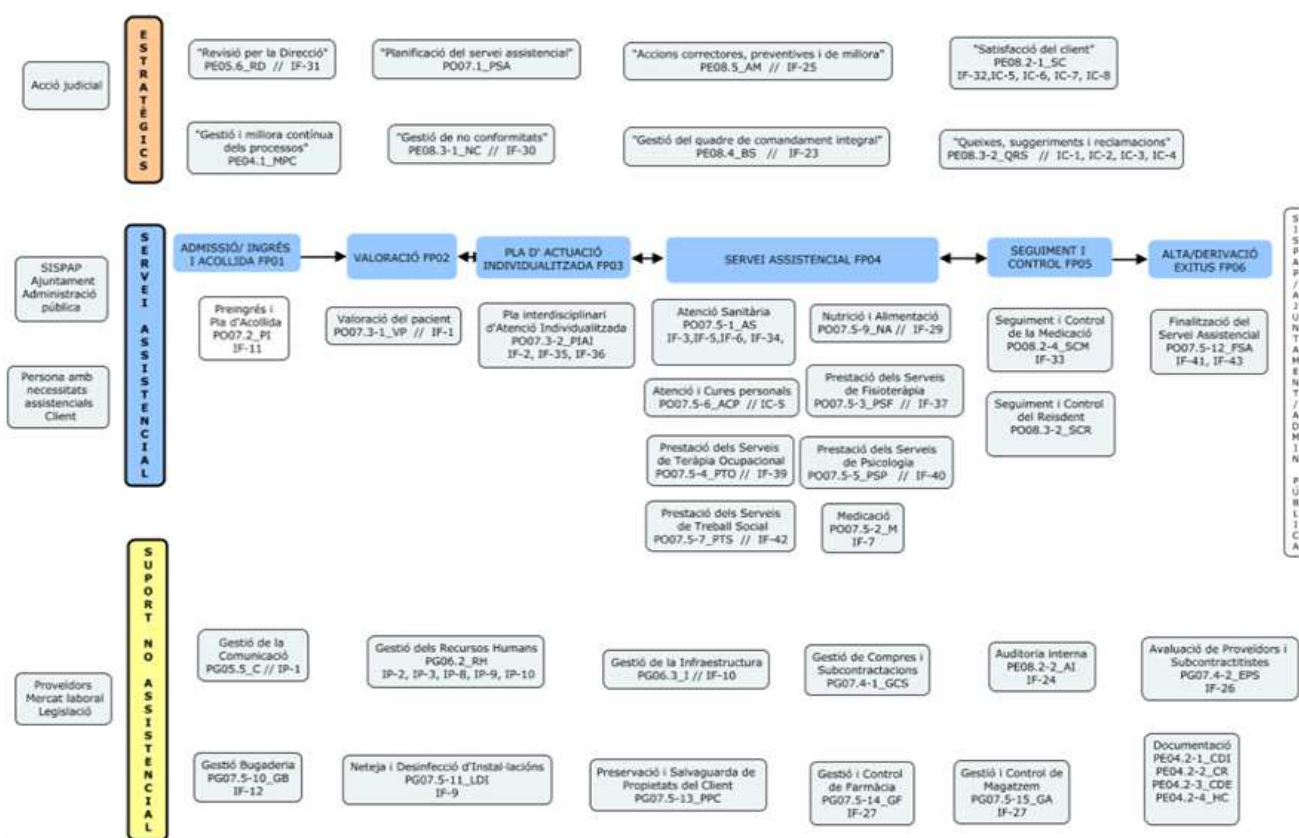 ESTRATÈGICS
Acció judicial
"Revisió per la Direcció"
PE05.6_RD // IF-31
"Planificació del servei assistencial"
PO07.1_PSA
"Accions correctores, preventives i de millora"
PE08.5_AM // IF-25
"Satisfacció del client"
PE08.2-1_SC
IF-32,IC-5, IC-6, IC-7, IC-8
"Gestió i millora contínua
dels processos"
PE04.1_MPC
"Gestió de no conformitats"
PE08.3-1_NC // IF-30
"Gestió del quadre de comandament integral"
PE08.4_BS // IF-23
"Queixes, suggeriments i reclamacions"
PE08.3-2_QRS // IC-1, IC-2, IC-3, IC-4
SERVEI ASSISTENCIAL
SISPAP
Ajuntament
Administració
pública
Persona amb
necessitats
assistencials
Client
ADMISSIÓ/ INGRÉS
I ACOLLIDA FP01
VALORACIÓ FP02
PLA D' ACTUACIÓ
INDIVIDUALITZADA FP03
SERVEI ASSISTENCIAL FP04
SEGUIMENT I
CONTROL FP05
ALTA/DERIVACIÓ
EXITUS FP06
SISPAP/AJUNTAMENT/ADMIN PÚBLICA
Preingrés i
Pla d'Acollida
PO07.2_PI
IF-11
Valoració del pacient
PO07.3-1_VP // IF-1
Pla interdisciplinari
d'Atenció Individualitzada
PO07.3-2_PIAI
IF-2, IF-35, IF-36
Atenció Sanitària
PO07.5-1_AS
IF-3,IF-5,IF-6, IF-34,
Nutrició i Alimentació
PO07.5-9_NA // IF-29
Atenció i Cures personals
PO07.5-6_ACP // IC-5
Prestació dels Serveis
de Fisioteràpia
PO07.5-3_PSF // IF-37
Prestació dels Serveis
de Teràpia Ocupacional
PO07.5-4_PTO // IF-39
Prestació dels Serveis
de Psicologia
PO07.5-5_PSP // IF-40
Prestació dels Serveis
de Treball Social
PO07.5-7_PTS // IF-42
Medicació
PO07.5-2_M
IF-7
Seguiment i Control
de la Medicació
PO08.2-4_SCM
IF-33
Seguiment i Control
del Reisdent
PO08.3-2_SCR
Finalització del
Servei Assistencial
PO07.5-12_FSA
IF-41, IF-43
SUPORT NO ASSISTENCIAL
Proveïdors
Mercat laboral
Legislació
Gestió de la
Comunicació
PG05.5_C // IP-1
Gestió dels Recursos Humans
PG06.2_RH
IP-2, IP-3, IP-8, IP-9, IP-10
Gestió de la Infraestructura
PG06.3_I // IF-10
Gestió de Compres i
Subcontractacions
PG07.4-1_GCS
Auditoria interna
PE08.2-2_AI
IF-24
Avaluació de Proveïdors i
Subcontractitistes
PG07.4-2_EPS
IF-26
Gestió Bugaderia
PG07.5-10_GB
IF-12
Neteja i Desinfecció d'Instal·lacións
PG07.5-11_LDI
IF-9
Preservació i Salvaguarda de
Propietats del Client
PG07.5-13_PPC
Gestió i Control
de Farmàcia
PG07.5-14_GF
IF-27
Gestió i Control de
Magatzem
PG07.5-15_GA
IF-27
Documentació
PE04.2-1_CDI
PE04.2-2_CR
PE04.2-3_CDE
PE04.2-4_HC